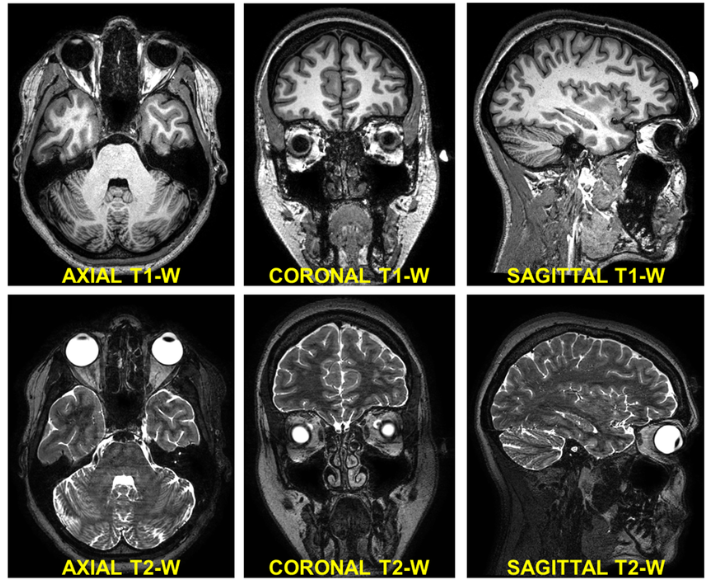 AXIAL T1-W
CORONAL T1-W
SAGITTAL T1-W
AXIAL T2-W
CORONAL T2-W
SAGITTAL T2-W